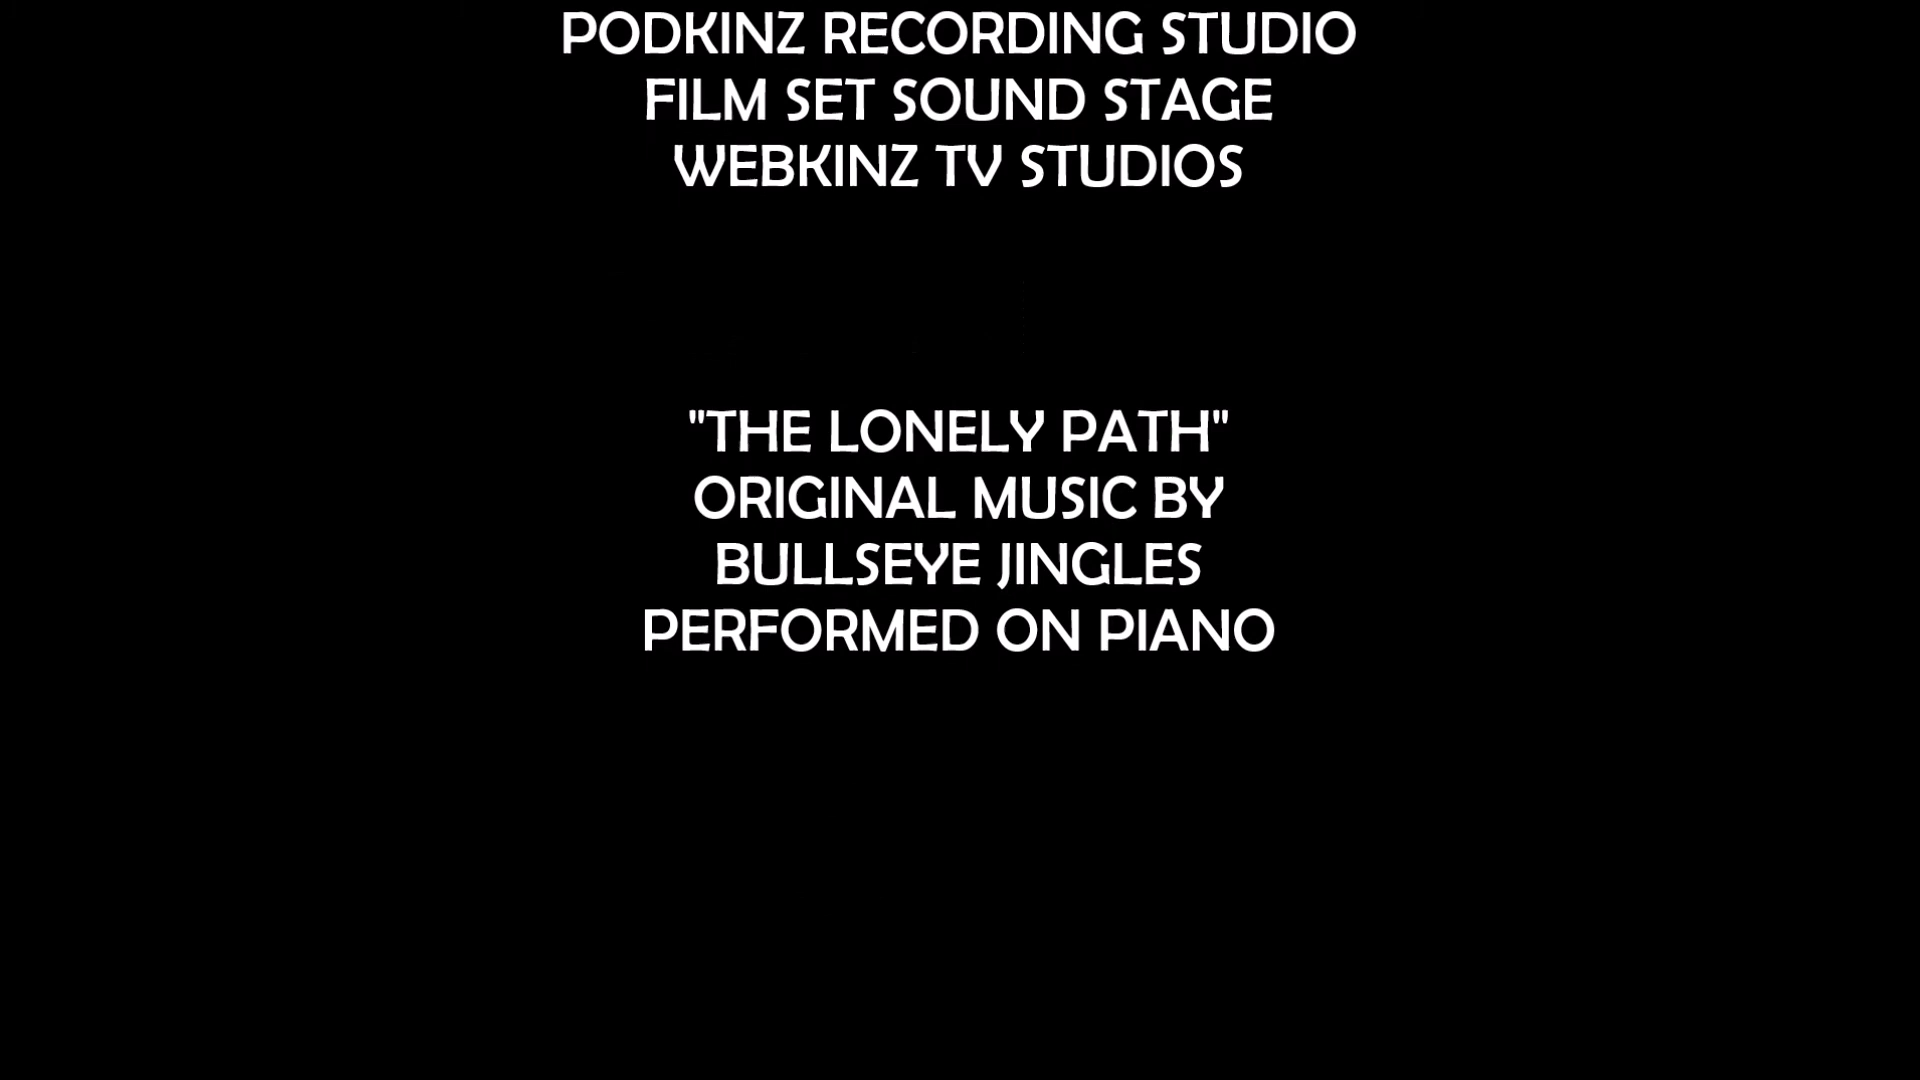 PODKINZ RECORDING STUDIO
FILM SET SOUND STAGE
WEBKINZ TV STUDIOS
"THE LONELY PATH"
ORIGINAL MUSIC BY
BULLSEYE JINGLES
PERFORMED ON PIANO